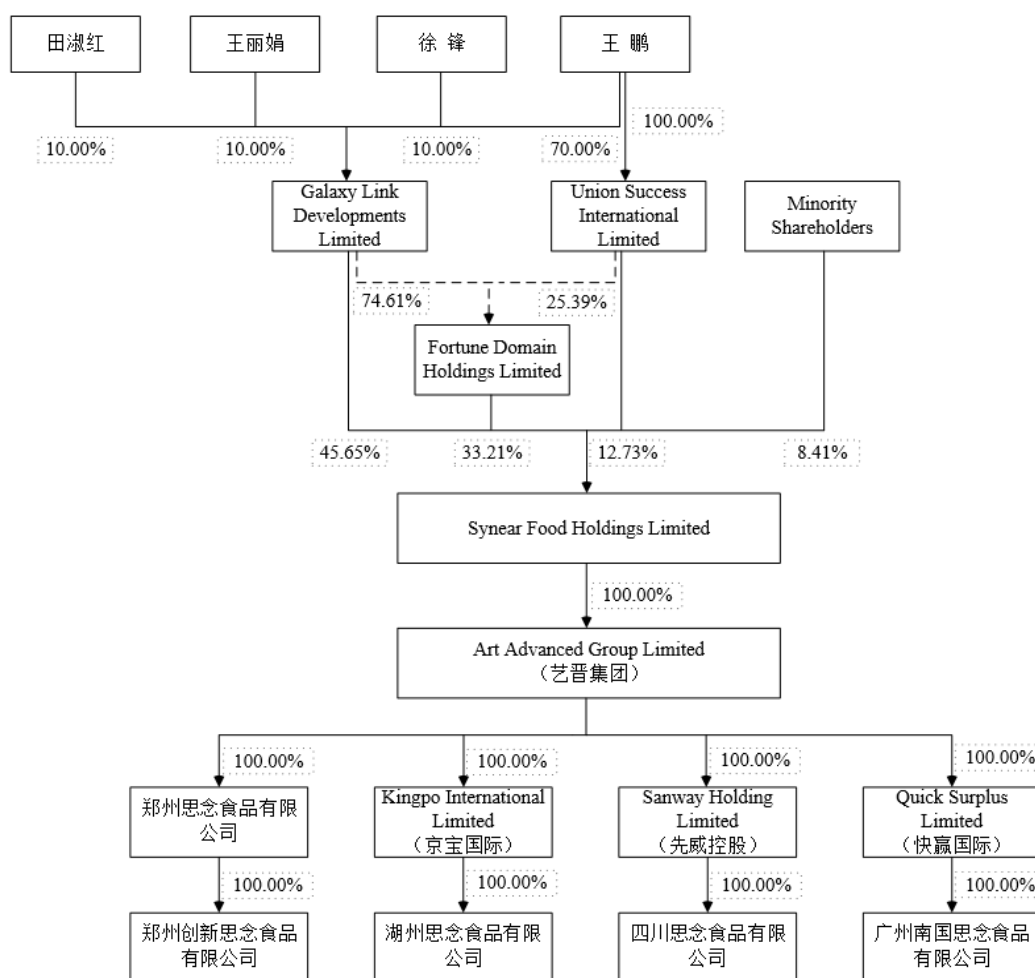 田淑红
王丽娟
徐 锋
王 鹏
100.00%
10.00%
10.00%
10.00%
70.00%
Galaxy Link
Developments
Limited
Union Success
International
Limited
Minority
Shareholders
74.61%
25.39%
Fortune Domain
Holdings Limited
45.65%
33.21%
12.73%
8.41%
Synear Food Holdings Limited
100.00%
Art Advanced Group Limited
（艺晋集团）
100.00%
100.00%
100.00%
100.00%
郑州思念食品有限
公司
Kingpo International
Limited
（京宝国际）
Sanway Holding
Limited
（先威控股）
Quick Surplus
Limited
（快赢国际）
100.00%
100.00%
100.00%
100.00%
郑州创新思念食品
有限公司
湖州思念食品有限
公司
四川思念食品有限
公司
广州南国思念食品
有限公司